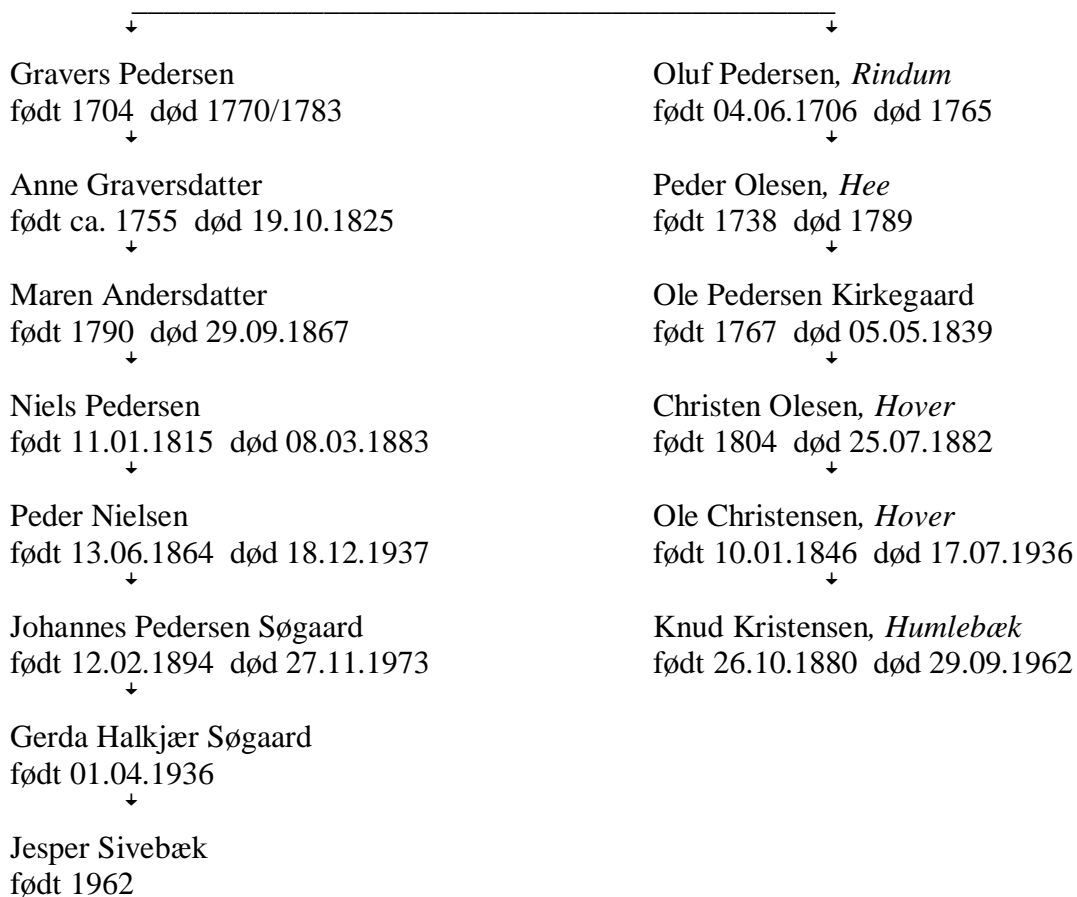 Gravers Pedersen
født 1704 død 1770/1783
Anne Graversdatter
født ca. 1755 død 19.10.1825
Maren Andersdatter
født 1790 død 29.09.1867
Niels Pedersen
født 11.01.1815 død 08.03.1883
Peder Nielsen
født 13.06.1864 død 18.12.1937
Johannes Pedersen Søgaard
født 12.02.1894 død 27.11.1973
Gerda Halkjær Søgaard
født 01.04.1936
Jesper Sivebæk
født 1962
Oluf Pedersen, Rindum
født 04.06.1706 død 1765
Peder Olesen, Hee
født 1738 død 1789
Ole Pedersen Kirkegaard
født 1767 død 05.05.1839
Christen Olesen, Hover
født 1804 død 25.07.1882
Ole Christensen, Hover
født 10.01.1846 død 17.07.1936
Knud Kristensen, Humlebæk
født 26.10.1880 død 29.09.1962